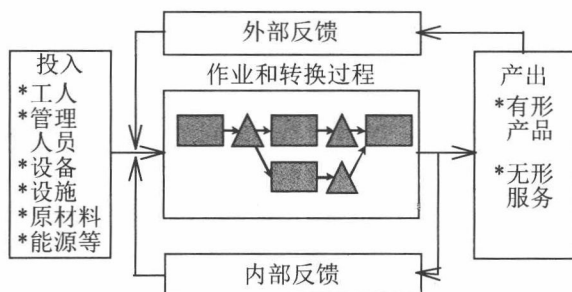 外部反馈
投入
*工人
*管理
人员
*设备
*设施
*原材料
*能源等
作业和转换过程
产出
*有形
产品
*无形
服务
内部反馈